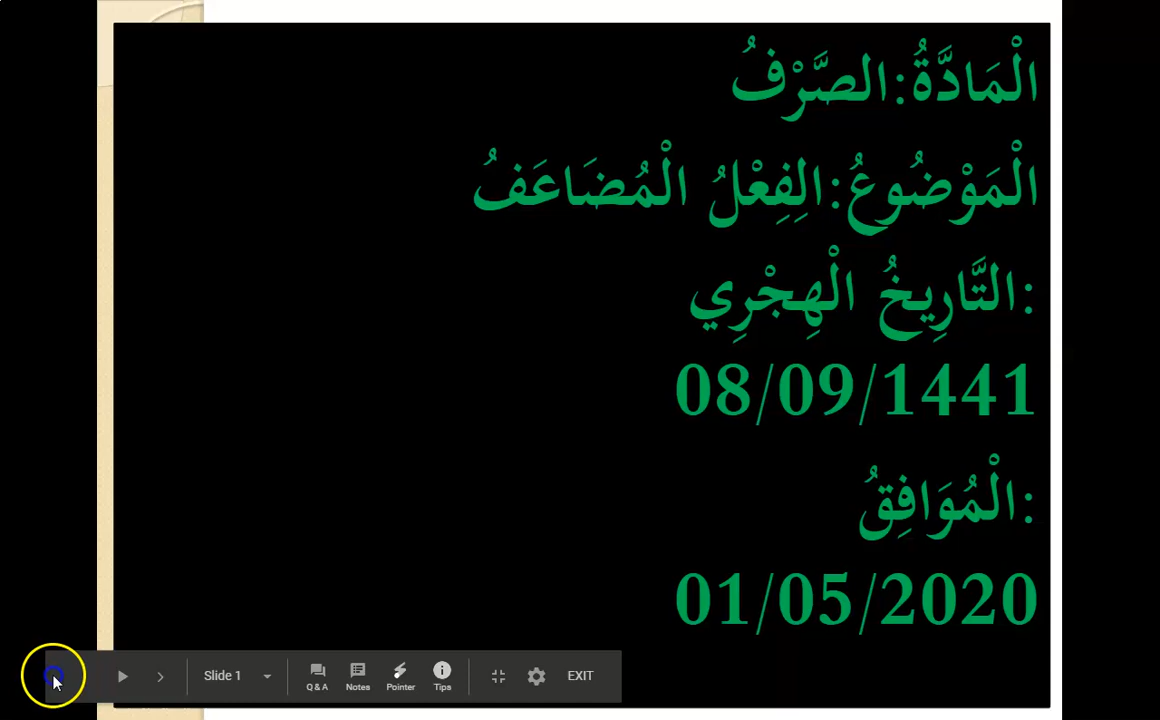 الْمَادَّةُ:الصَّرْفُ
الْمَوْضُوعُ:الِفِعْلُ الْمُضَاعَفُ
:التَّارِيخُ الْهِجْرِي
08/09/1441
:الْمُوَافِقُ
01/05/2020
Slide 1
Q & A
Notes
Pointer
Tips
EXIT